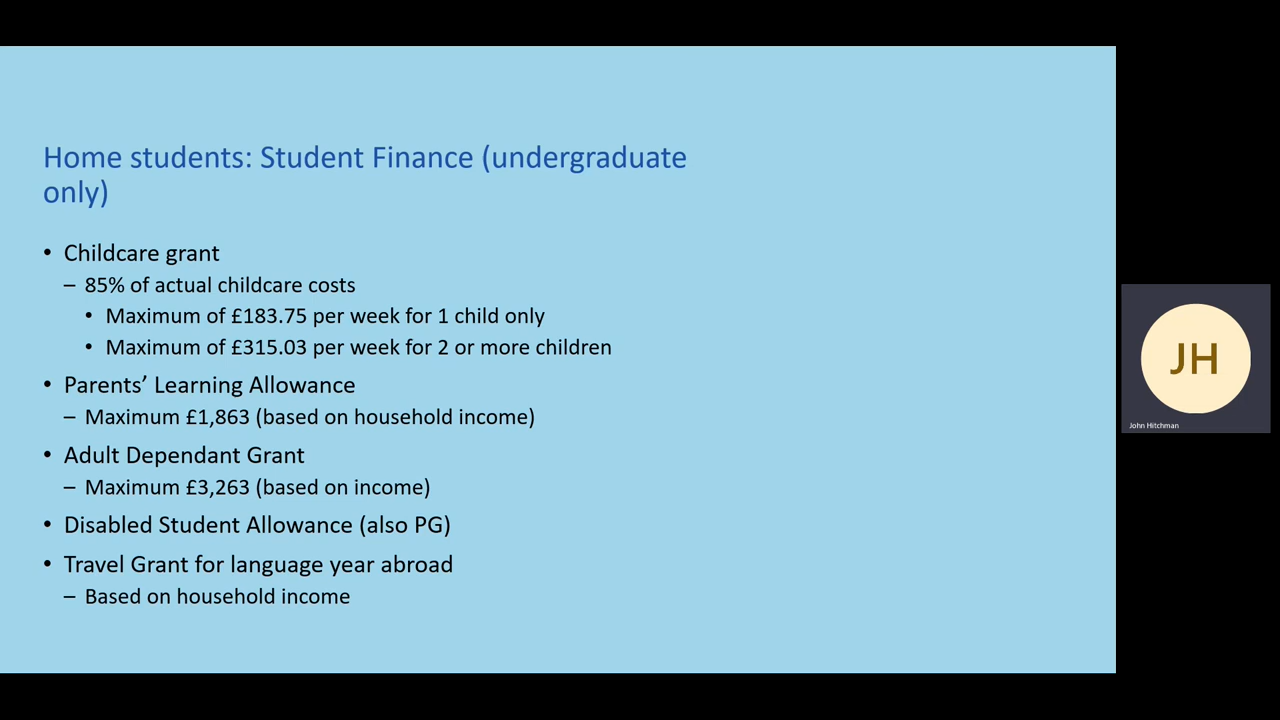 Home students: Student Finance (undergraduate
only)
• Childcare grant
– 85% of actual childcare costs
• Maximum of £183.75 per week for 1 child only
• Maximum of £315.03 per week for 2 or more children
• Parents’ Learning Allowance
– Maximum £1,863 (based on household income)
• Adult Dependant Grant
– Maximum £3,263 (based on income)
• Disabled Student Allowance (also PG)
• Travel Grant for language year abroad
– Based on household income
JH
John Hitchman